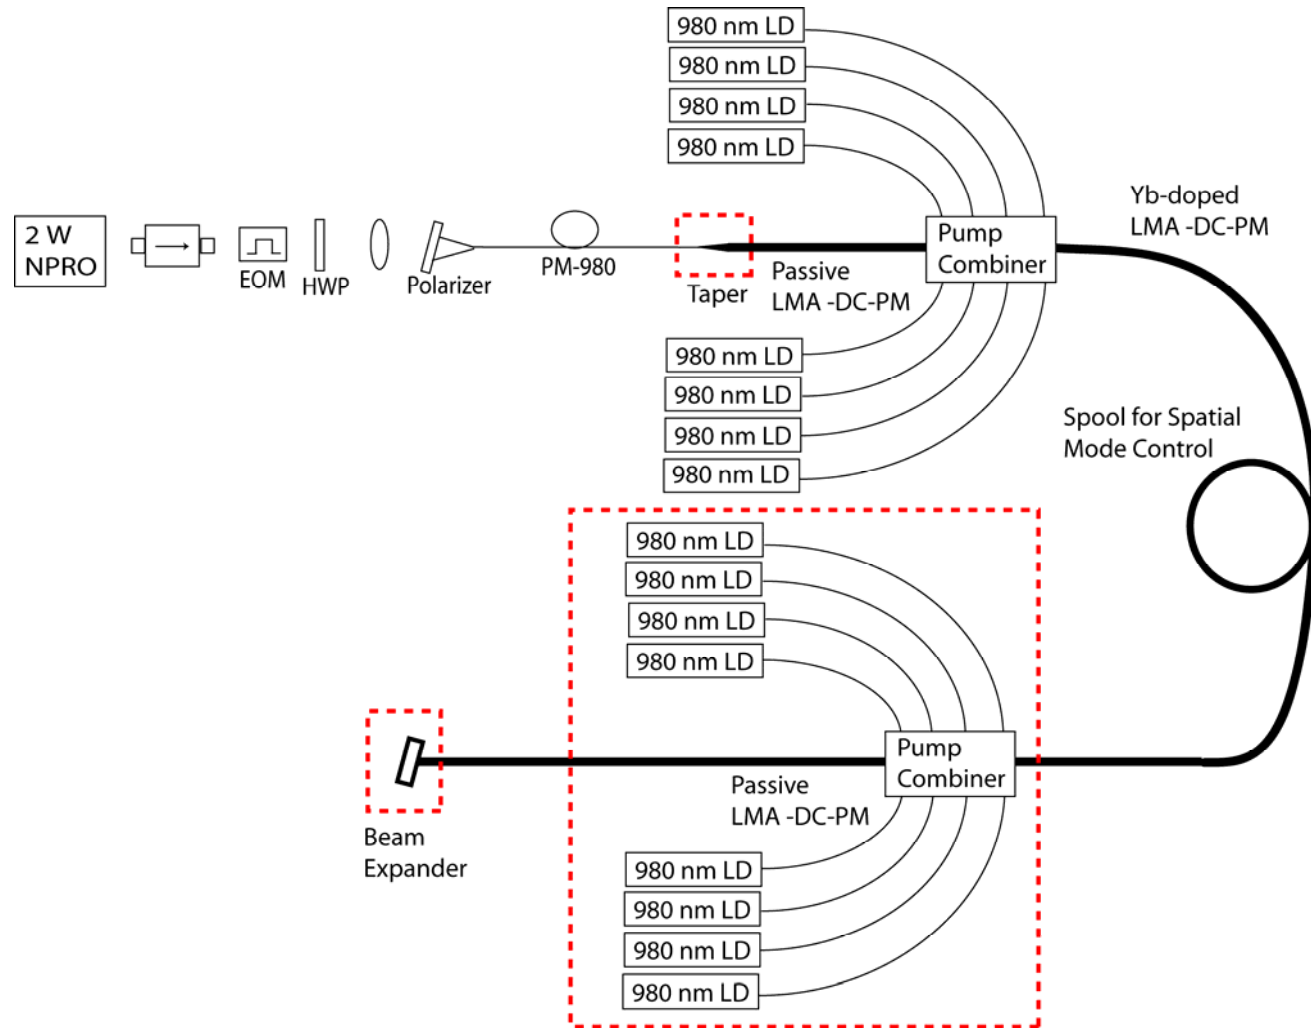 980 nm LD
980 nm LD
980 nm LD
980 nm LD
2 W
NPRO
EOM
HWP
Polarizer
PM-980
Taper
Passive
LMA -DC-PM
Pump
Combiner
Yb-doped
LMA -DC-PM
980 nm LD
980 nm LD
980 nm LD
980 nm LD
Spool for Spatial
Mode Control
980 nm LD
980 nm LD
980 nm LD
980 nm LD
Pump
Combiner
Passive
LMA -DC-PM
Beam
Expander
980 nm LD
980 nm LD
980 nm LD
980 nm LD